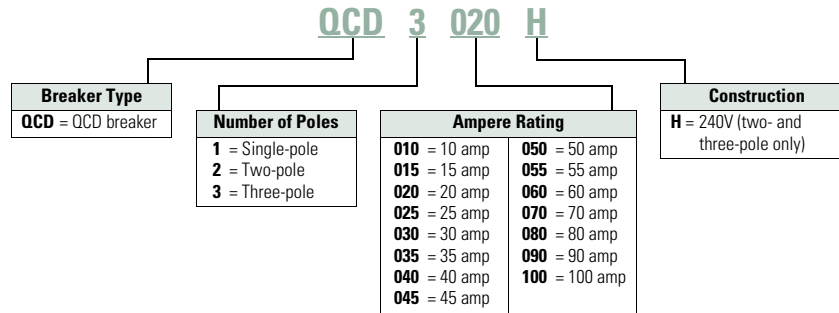 QCD 3 020 H
Breaker Type
QCD = QCD breaker
Number of Poles
1 = Single-pole
2 = Two-pole
3 = Three-pole
Ampere Rating
010 = 10 amp
015 = 15 amp
020 = 20 amp
025 = 25 amp
030 = 30 amp
035 = 35 amp
040 = 40 amp
045 = 45 amp
050 = 50 amp
055 = 55 amp
060 = 60 amp
070 = 70 amp
080 = 80 amp
090 = 90 amp
100 = 100 amp
Construction
H = 240V (two- and
three-pole only)